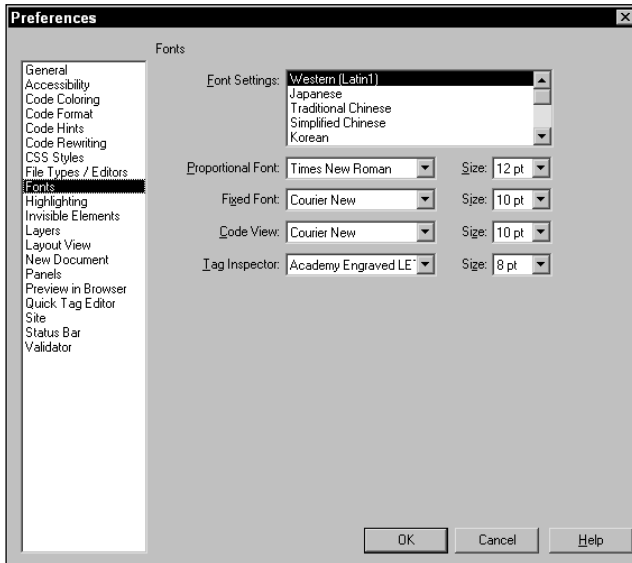 Preferences
Fonts
General
Accessibility
Code Coloring
Code Format
Code Hints
Code Rewriting
CSS Styles
File Types / Editors
Fonts
Highlighting
Invisible Elements
Layers
Layout View
New Document
Panels
Preview in Browser
Quick Tag Editor
Site
Status Bar
Validator
Font Settings:
Western (Latin1)
Japanese
Traditional Chinese
Simplified Chinese
Korean
Proportional Font: Times New Roman Size: 12 pt
Fixed Font: Courier New Size: 10 pt
Code View: Courier New Size: 10 pt
Tag Inspector: Academy Engraved LET Size: 8 pt
OK Cancel Help